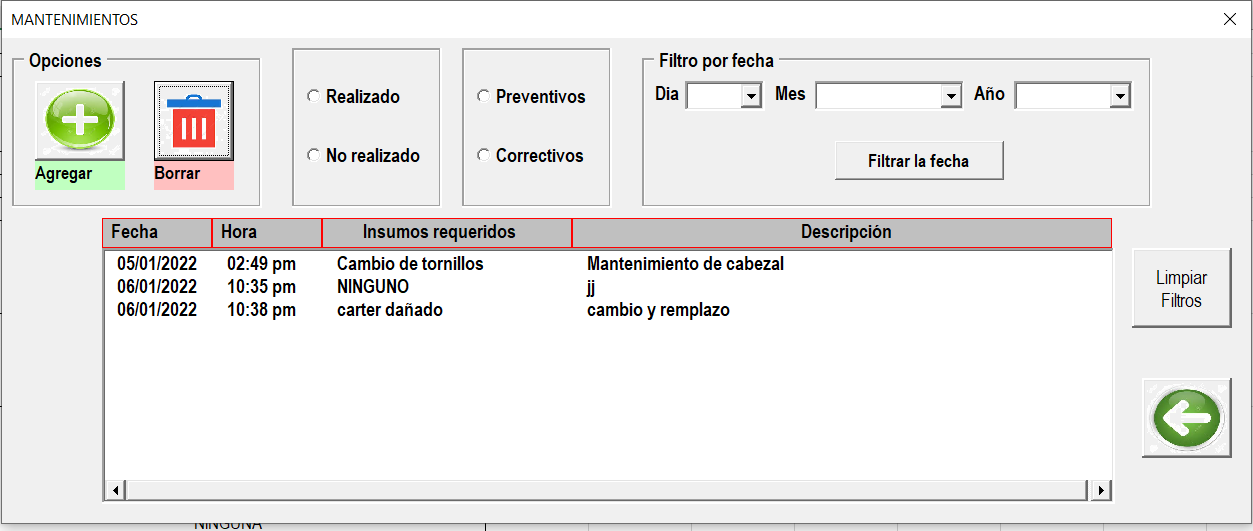 MANTENIMIENTOS
Opciones
Agregar
Borrar
Realizado
No realizado
Preventivos
Correctivos
Filtro por fecha
Dia Mes Año
Filtrar la fecha
Fecha Hora Insumos requeridos Descripción
05/01/2022 02:49 pm Cambio de tornillos Mantenimiento de cabezal
06/01/2022 10:35 pm NINGUNO jj
06/01/2022 10:38 pm carter dañado cambio y remplazo
Limpiar
Filtros
NINGUNA